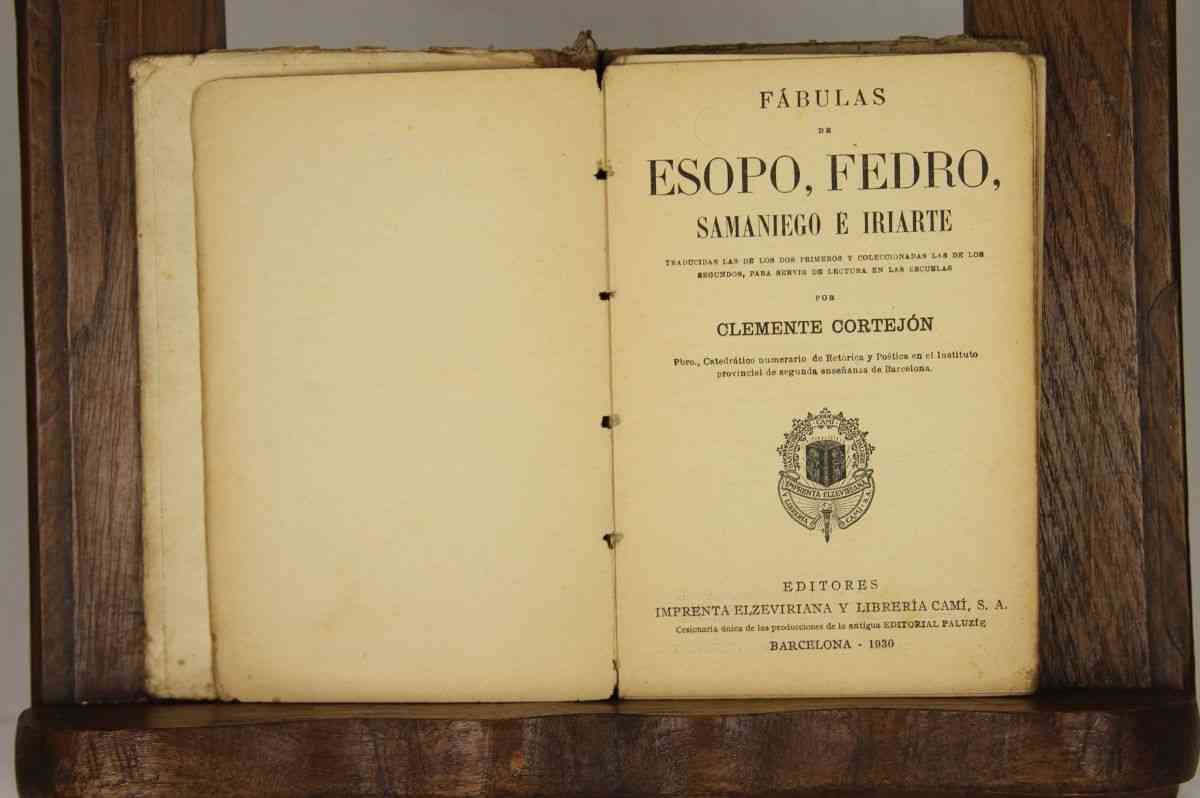 FÁBULAS
DE
ESOPO, FEDRO,
SAMANIEGO É IRIARTE
TRADUCIDAS LAS DE LOS DOS PRIMEROS Y COLECCIONADAS LAS DE LOS
SEGUNDOS, PARA SERVIR DE LECTURA EN LAS ESCUELAS
POR
CLEMENTE CORTEJÓN
Pbro., Catedrático numerario de Retórica y Poética en el Instituto
provincial de segunda enseñanza de Barcelona.
CAMÍ
IMPRENTA ELZEVIRIANA
Y LIBRERÍA CAMÍ S.A.
EDITORES
IMPRENTA ELZEVIRIANA Y LIBRERÍA CAMÍ, S. A.
Cesionaria única de las producciones de la antigua EDITORIAL PALUZÍE
BARCELONA - 1930